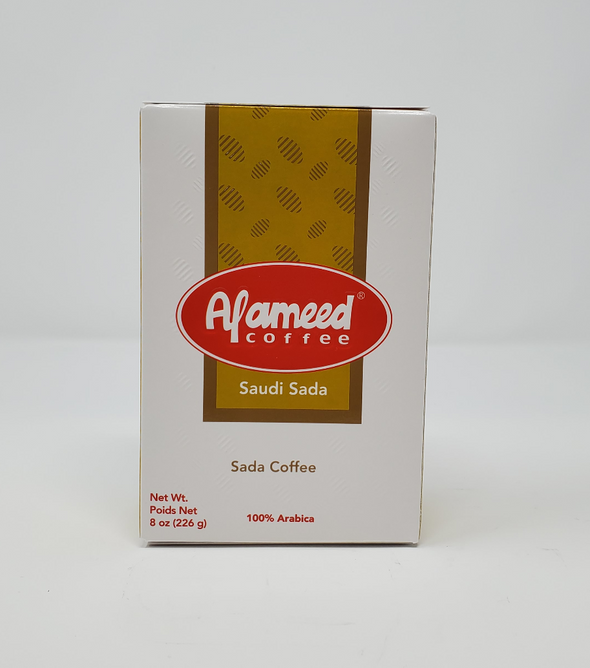 Alameed®
coffee
Saudi Sada
Sada Coffee
Net Wt.
Poids Net
8 oz (226 g)
100% Arabica